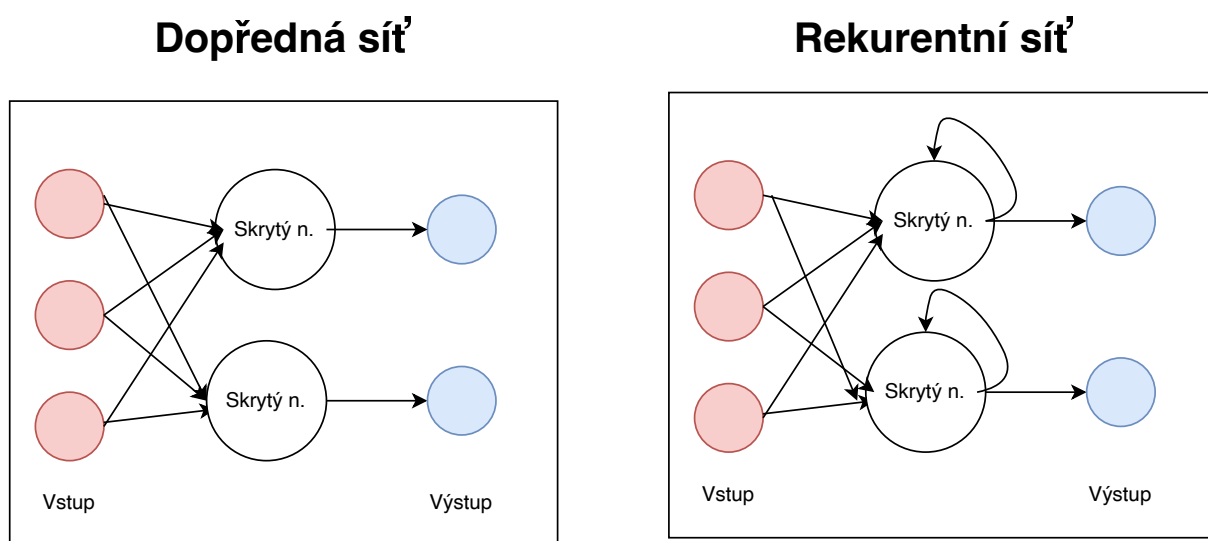 Dopředná síť
Skrytý n.
Skrytý n.
Vstup
Výstup
Rekurentní síť
Skrytý n.
Skrytý n.
Vstup
Výstup